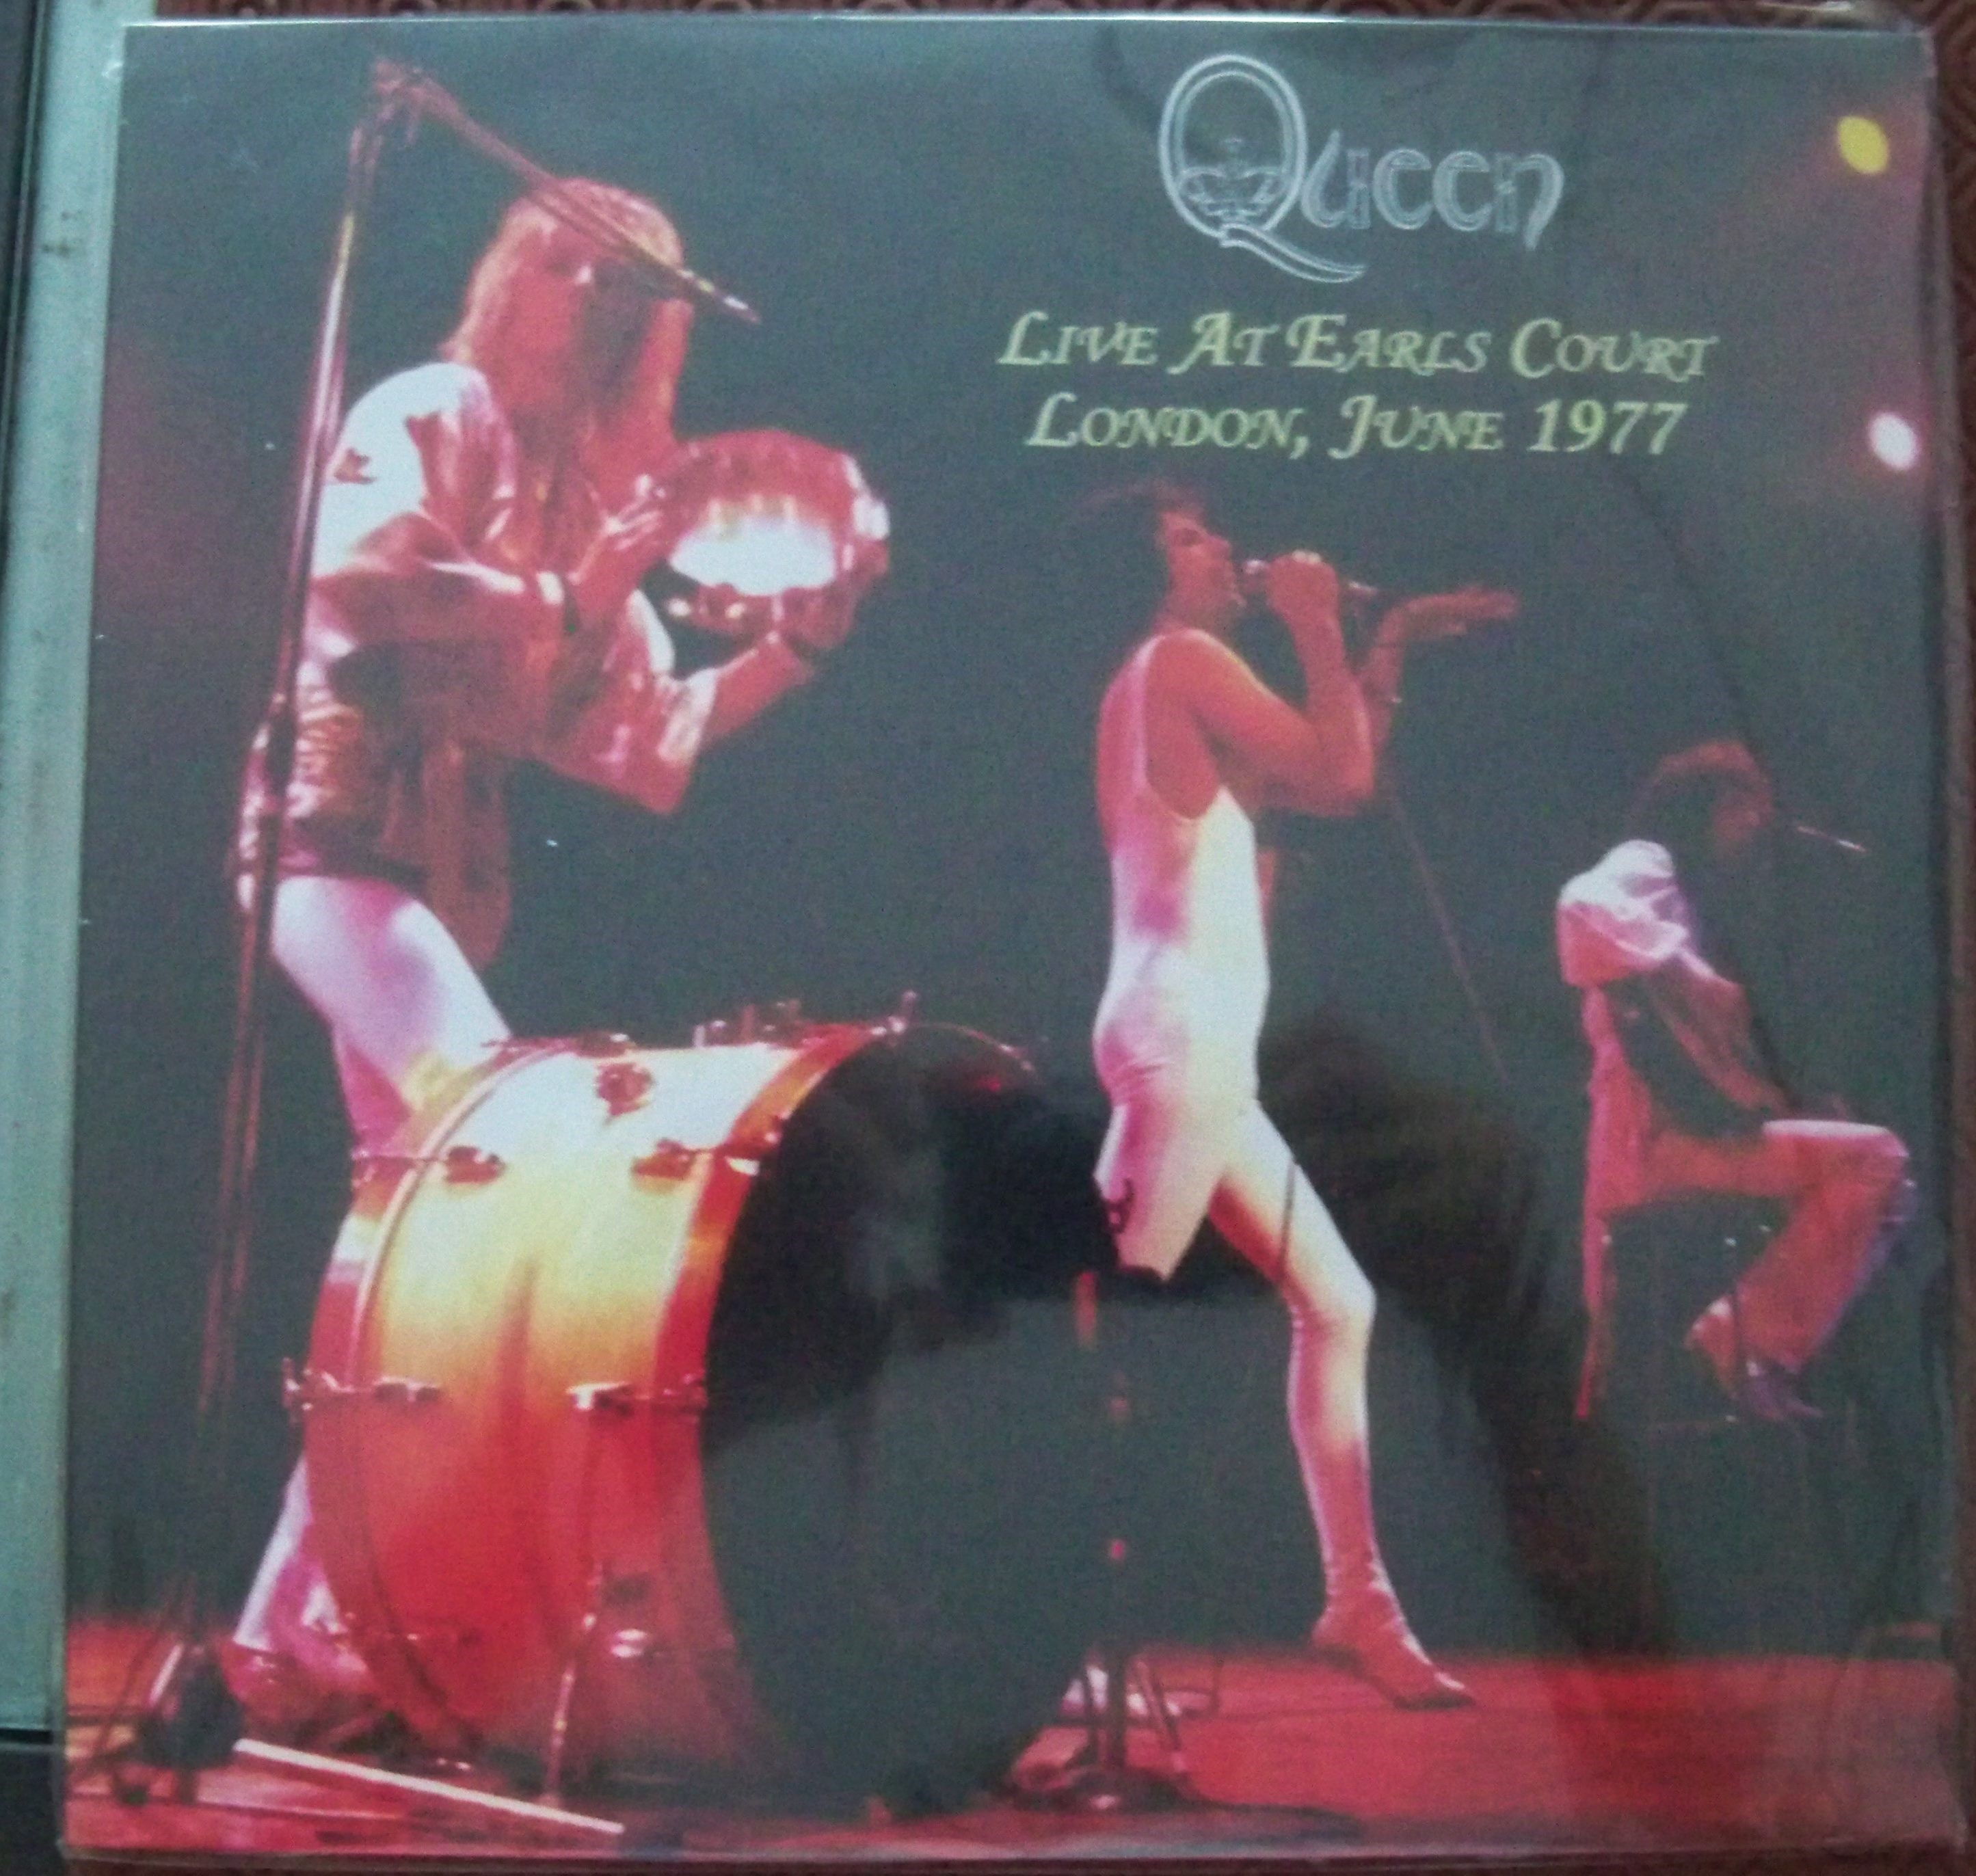 Queen
Live At Earls Court
London, June 1977